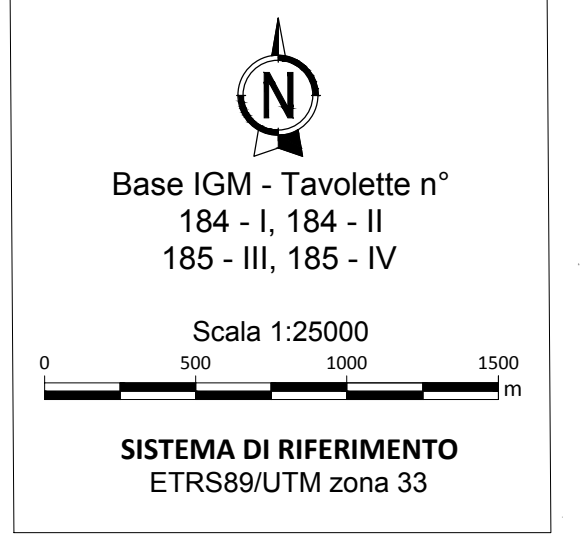 N
Base IGM - Tavolette n°
184 - I, 184 - II
185 - III, 185 - IV
Scala 1:25000
0 500 1000 1500
m
SISTEMA DI RIFERIMENTO
ETRS89/UTM zona 33